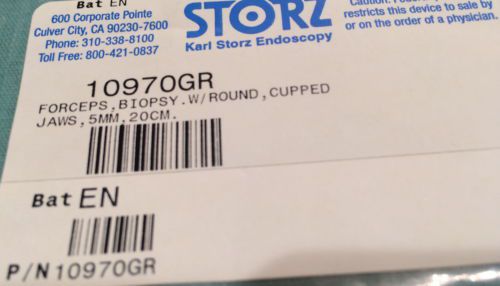 Bat EN
600 Corporate Pointe
Culver City, CA 90230-7600
Phone: 310-338-8100
Toll Free: 800-421-0837
STORZ
Karl Storz Endoscopy
Caution:
restricts this device to sale by
or on the order of a physician.
10970GR
FORCEPS,BIOPSY.W/ROUND,CUPPED
JAWS,5MM,20CM.
Bat EN
P/N10970GR